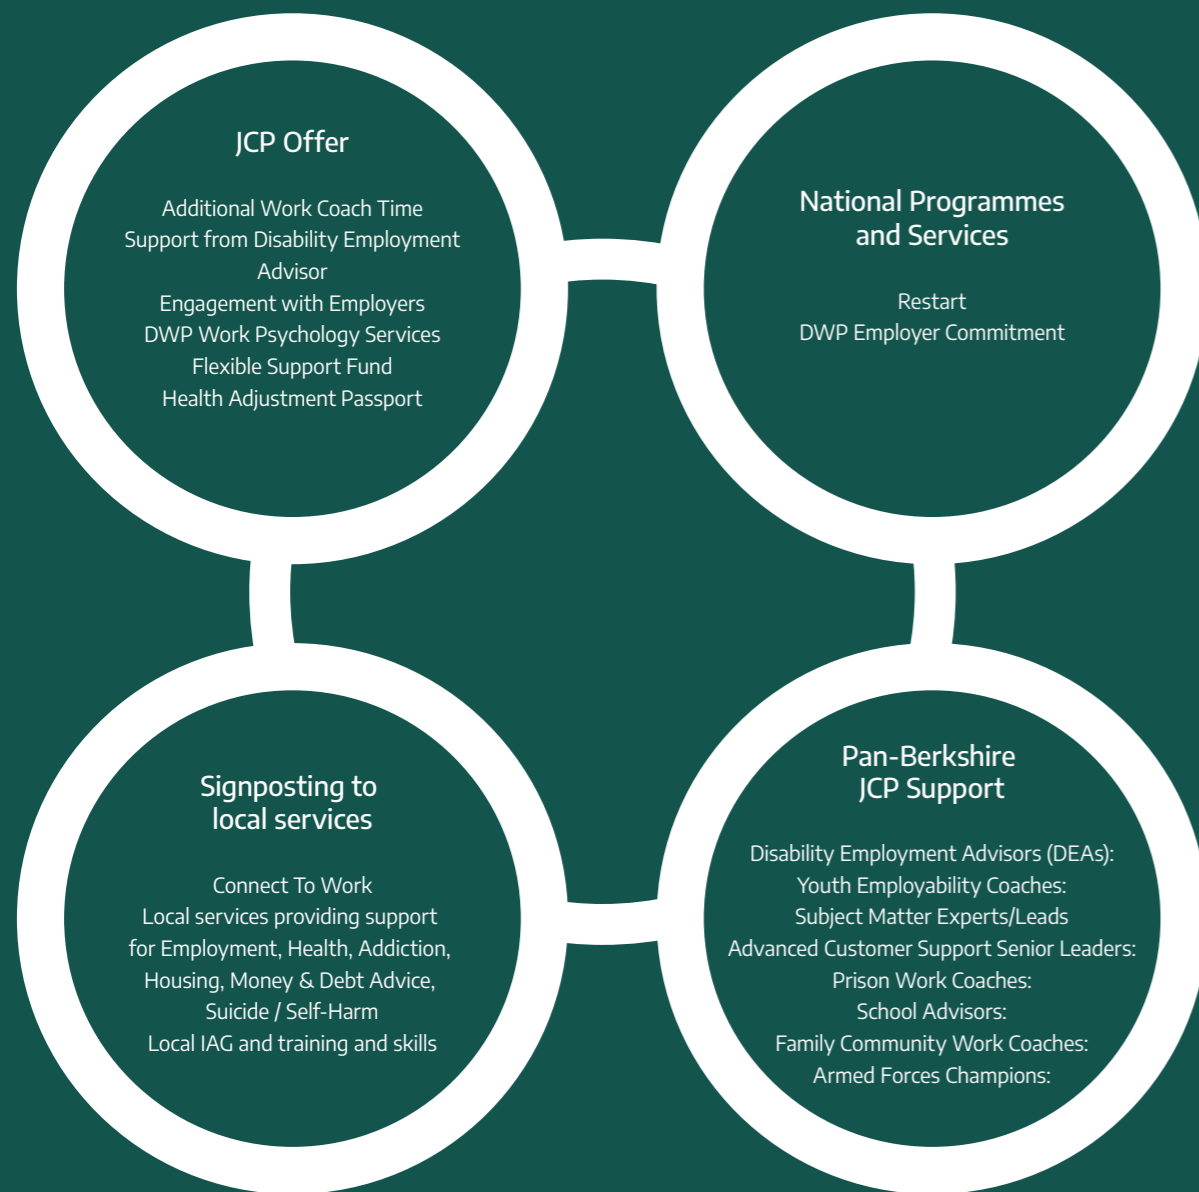 JCP Offer
Additional Work Coach Time
Support from Disability Employment
Advisor
Engagement with Employers
DWP Work Psychology Services
Flexible Support Fund
Health Adjustment Passport
National Programmes
and Services
Restart
DWP Employer Commitment
Signposting to
local services
Connect To Work
Local services providing support
for Employment, Health, Addiction,
Housing, Money & Debt Advice,
Suicide / Self-Harm
Local IAG and training and skills
Pan-Berkshire
JCP Support
Disability Employment Advisors (DEAs):
Youth Employability Coaches:
Subject Matter Experts/Leads
Advanced Customer Support Senior Leaders:
Prison Work Coaches:
School Advisors:
Family Community Work Coaches:
Armed Forces Champions: